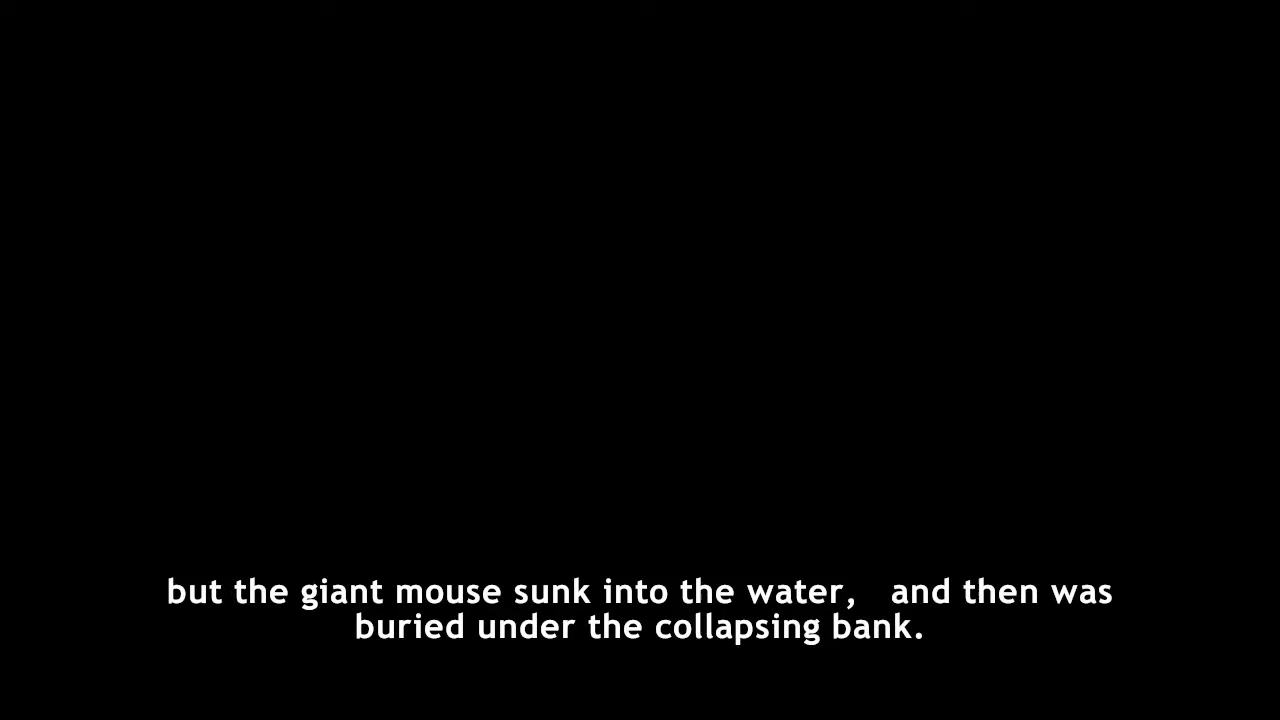 but the giant mouse sunk into the water,   and then was
buried under the collapsing bank.